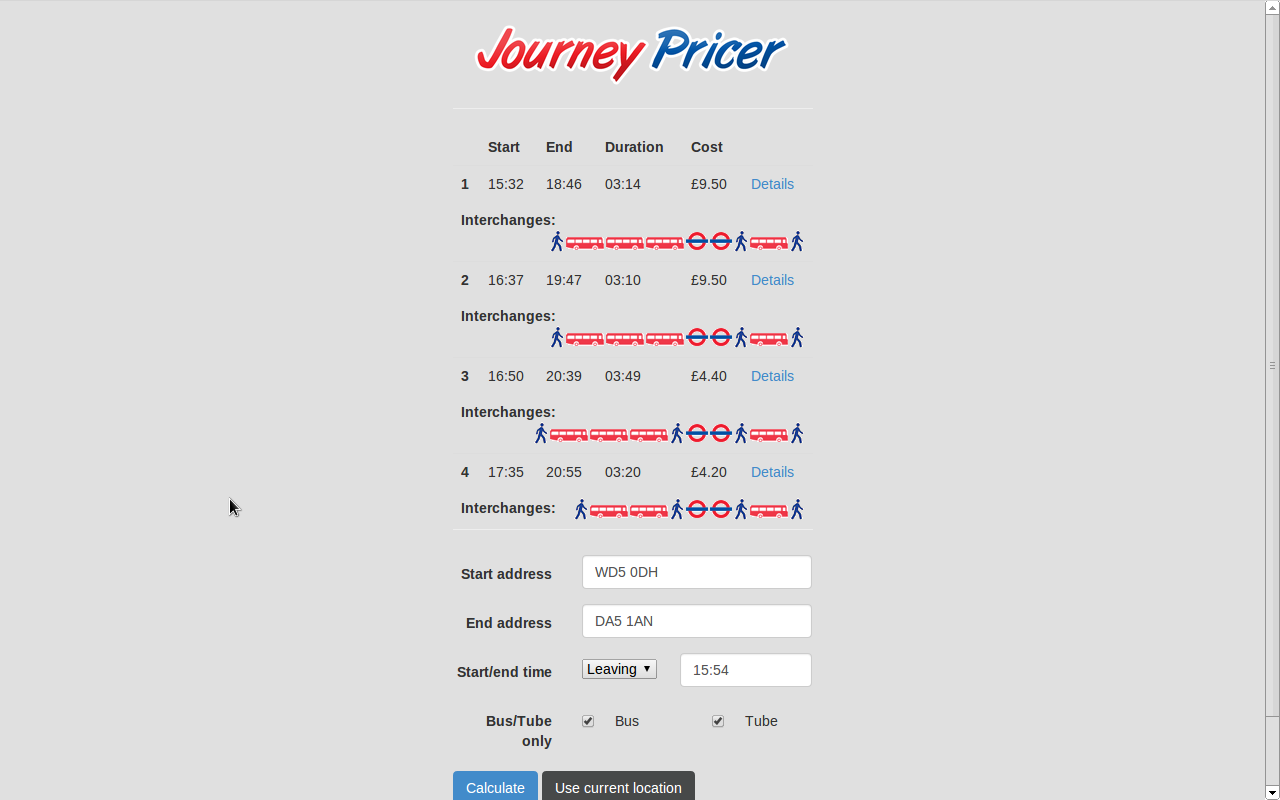 Journey Pricer
Start End Duration Cost
1 15:32 18:46 03:14 £9.50 Details
Interchanges:
2 16:37 19:47 03:10 £9.50 Details
Interchanges:
3 16:50 20:39 03:49 £4.40 Details
Interchanges:
4 17:35 20:55 03:20 £4.20 Details
Interchanges:
Start address WD5 0DH
End address DA5 1AN
Start/end time Leaving 15:54
Bus/Tube only Bus Tube
Calculate Use current location